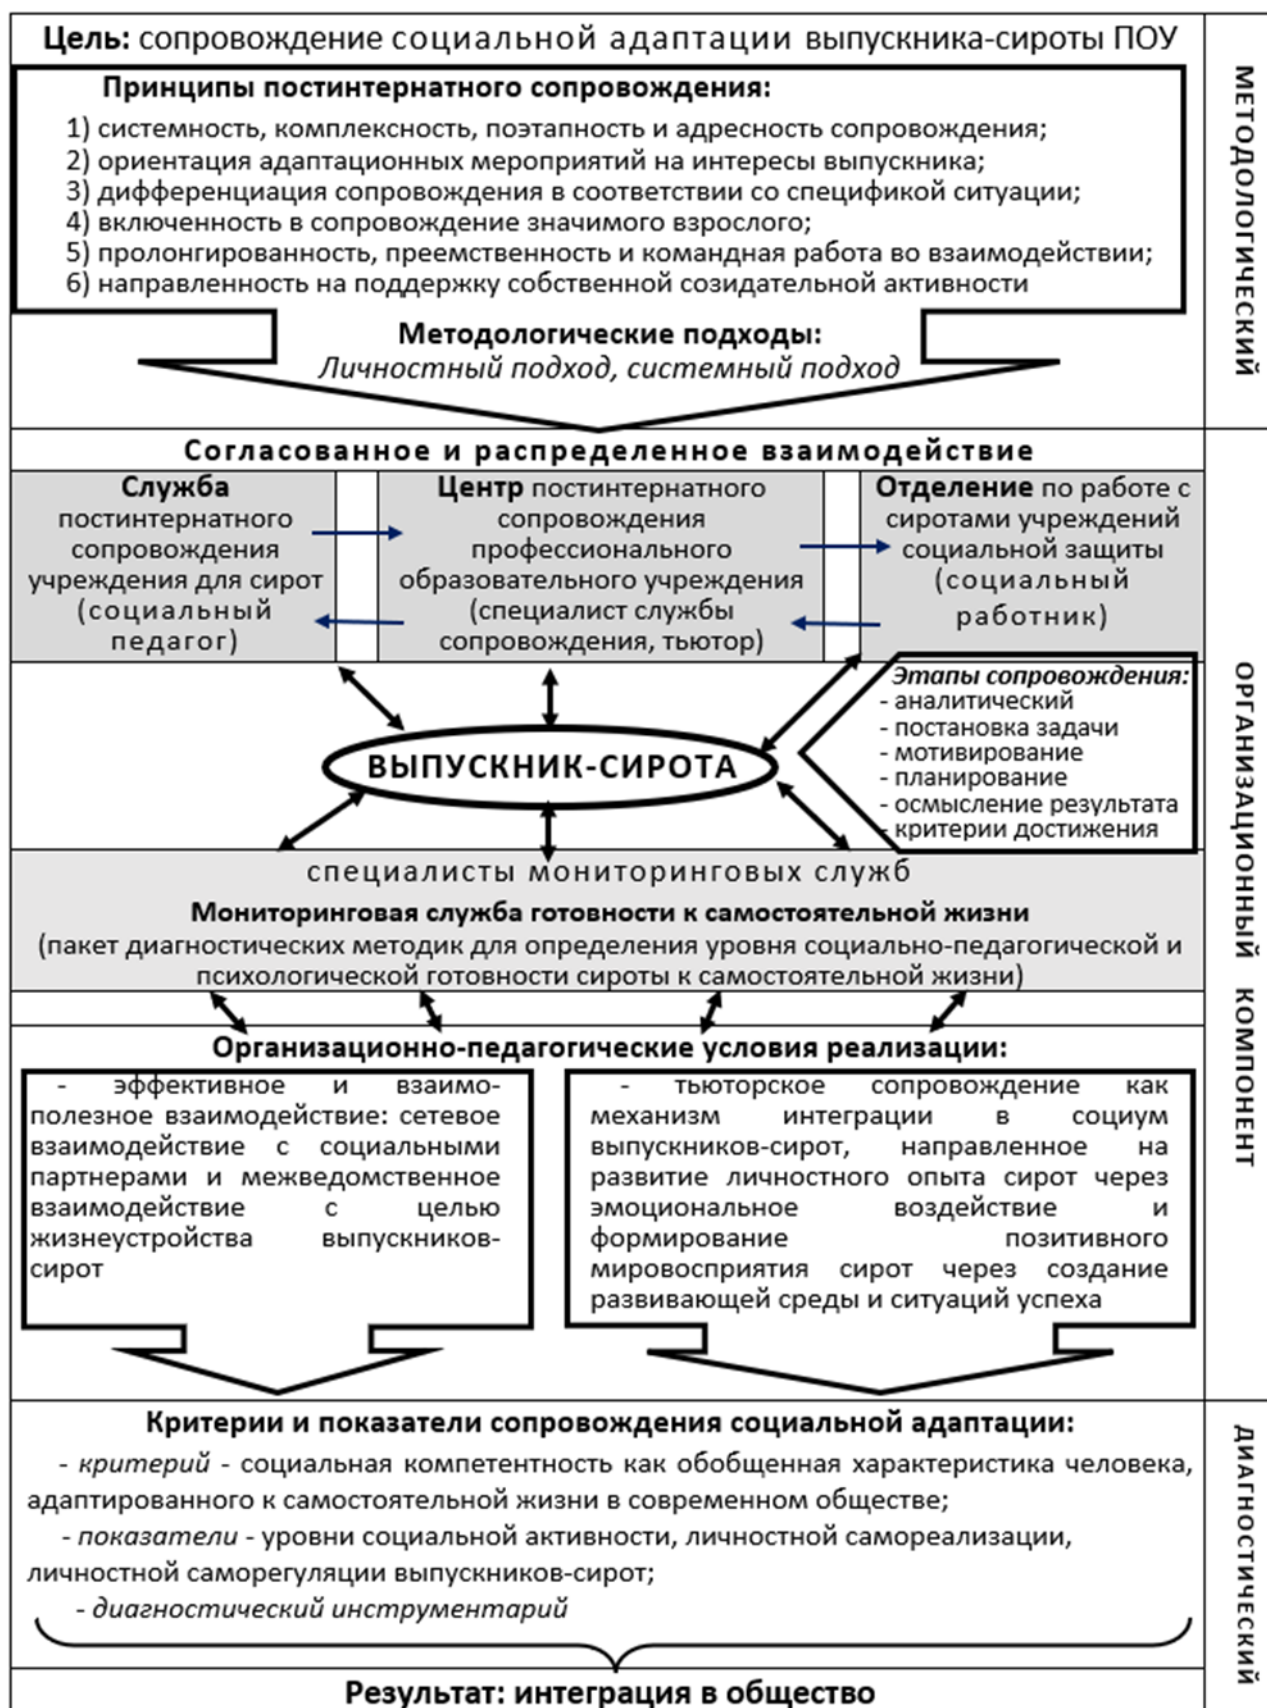 Цель: сопровождение социальной адаптации выпускника-сироты ПОУ
Принципы постинтернатного сопровождения:
1) системность, комплексность, поэтапность и адресность сопровождения;
2) ориентация адаптационных мероприятий на интересы выпускника;
3) дифференциация сопровождения в соответствии со спецификой ситуации;
4) включенность в сопровождение значимого взрослого;
5) пролонгированность, преемственность и командная работа во взаимодействии;
6) направленность на поддержку собственной созидательной активности
Методологические подходы:
Личностный подход, системный подход
МЕТОДОЛОГИЧЕСКИЙ
Согласованное и распределенное взаимодействие
Служба
постинтернатного
сопровождения
учреждения для сирот
(социальный
педагог)
Центр постинтернатного
сопровождения
профессионального
образовательного учреждения
(специалист службы
сопровождения, тьютор)
Отделение по работе с
сиротами учреждений
социальной защиты
(социальный
работник)
Этапы сопровождения:
- аналитический
- постановка задачи
- мотивирование
- планирование
- осмысление результата
- критерии достижения
ВЫПУСКНИК-СИРОТА
специалисты мониторинговых служб
Мониторинговая служба готовности к самостоятельной жизни
(пакет диагностических методик для определения уровня социально-педагогической и
психологической готовности сироты к самостоятельной жизни)
Организационно-педагогические условия реализации:
- эффективное и взаимо-
полезное взаимодействие: сетевое
взаимодействие с социальными
партнерами и межведомственное
взаимодействие с целью
жизнеустройства выпускников-
сирот
- тьюторское сопровождение как
механизм интеграции в социум
выпускников-сирот, направленное на
развитие личностного опыта сирот через
эмоциональное воздействие и
формирование позитивного
мировосприятия сирот через создание
развивающей среды и ситуаций успеха
ОРГАНИЗАЦИОННЫЙ КОМПОНЕНТ
Критерии и показатели сопровождения социальной адаптации:
- критерий - социальная компетентность как обобщенная характеристика человека,
адаптированного к самостоятельной жизни в современном обществе;
- показатели - уровни социальной активности, личностной самореализации,
личностной саморегуляции выпускников-сирот;
- диагностический инструментарий
ДИАГНОСТИЧЕСКИЙ
Результат: интеграция в общество